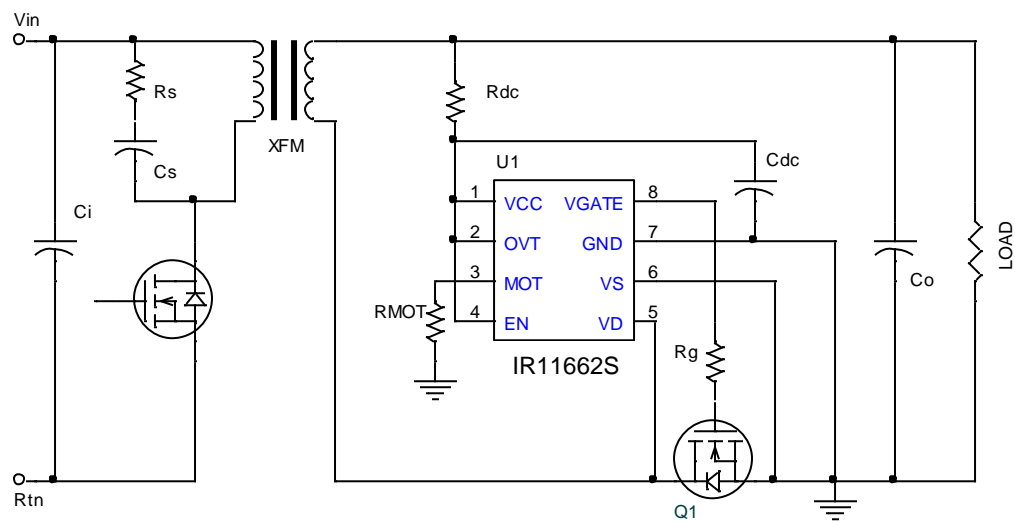 Vin
Rs
Cs
Ci
XFM
Rdc
Cdc
U1
1 VCC VGATE 8
2 OVT GND 7
3 MOT VS 6
4 EN VD 5
RMOT
IR11662S
Rg
Co
LOAD
Rtn
Q1